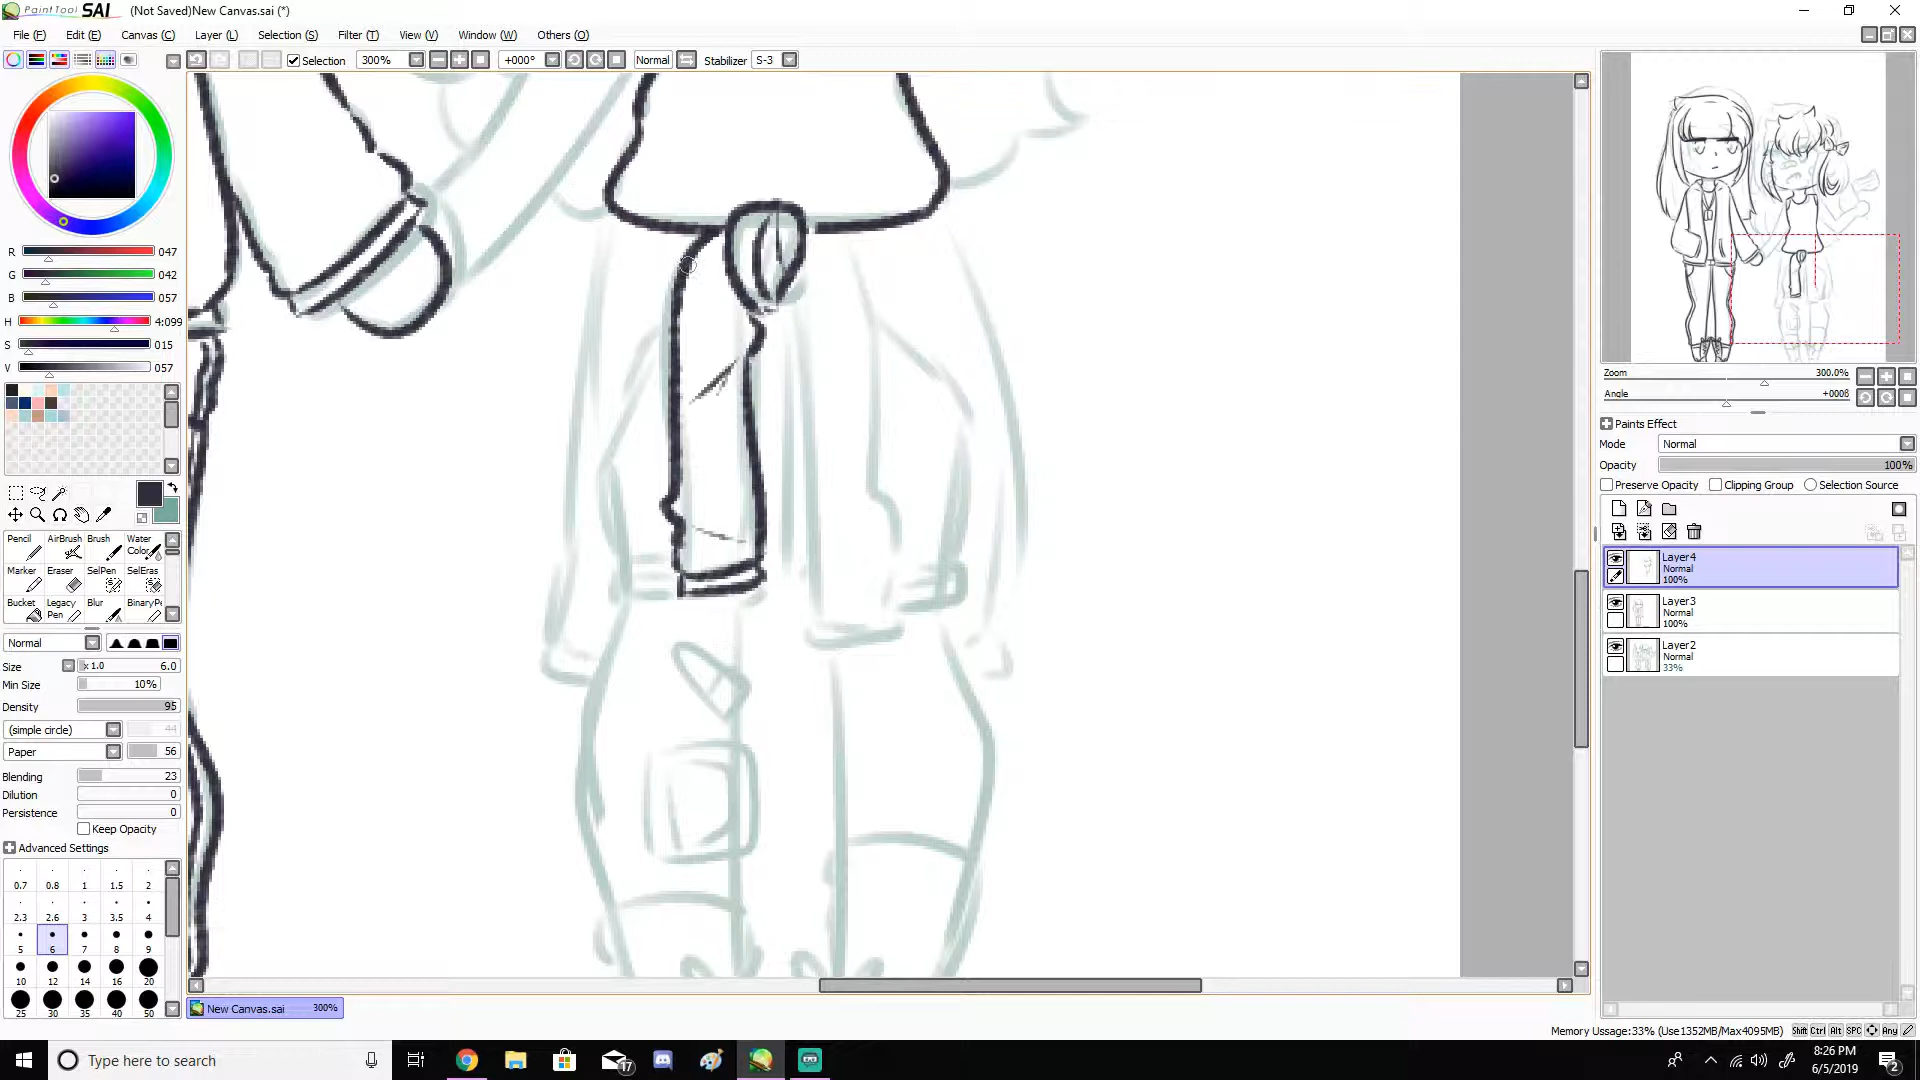 PaintTool SAI (Not Saved)New Canvas.sai (*)
File (F) Edit (E) Canvas (C) Layer (L) Selection (S) Filter (T) View (V) Window (W) Others (O)
Selection 300% +000° Normal Stabilizer S-3
R 047
G 042
B 057
H 4:099
S 015
V 057
Pencil AirBrush Brush Water Color
Marker Eraser SelPen SelEras
Bucket Legacy Pen Blur BinaryPe
Normal
Size x 1.0 6.0
Min Size 10%
Density 95
(simple circle) 44
Paper 56
Blending 23
Dilution 0
Persistence 0
Keep Opacity
Advanced Settings
0.7 0.8 1 1.5 2
2.3 2.6 3 3.5 4
5 6 7 8 9
10 12 14 16 20
25 30 35 40 50
Zoom 300.0%
Angle +000ß
Paints Effect
Mode Normal
Opacity 100%
Preserve Opacity Clipping Group Selection Source
Layer4
Normal
100%
Layer3
Normal
100%
Layer2
Normal
33%
New Canvas.sai 300%
Memory Ussage:33% (Use1352MB/Max4095MB) Shift Ctrl Alt SPC Any
Type here to search
17
8:26 PM
6/5/2019
2